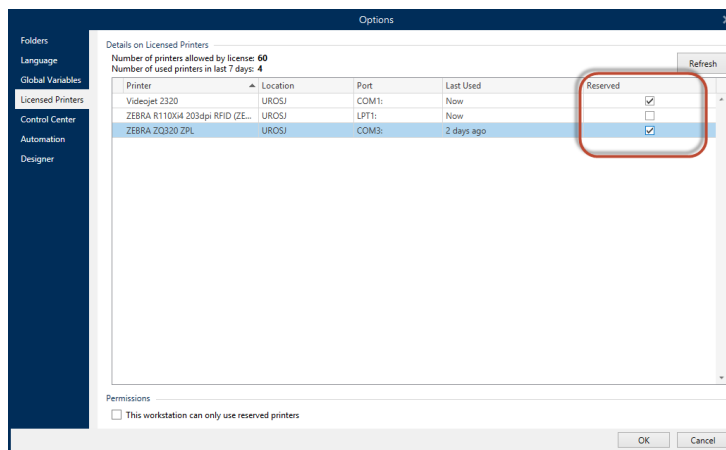 Options
Folders
Language
Global Variables
Licensed Printers
Control Center
Automation
Designer
Details on Licensed Printers
Number of printers allowed by license: 60
Number of used printers in last 7 days: 4
Refresh
Printer Location Port Last Used Reserved
Videojet 2320 UROSJ COM1: Now
ZEBRA R110Xi4 203dpi RFID (ZE... UROSJ LPT1: Now
ZEBRA ZQ320 ZPL UROSJ COM3: 2 days ago
Permissions
This workstation can only use reserved printers
OK Cancel